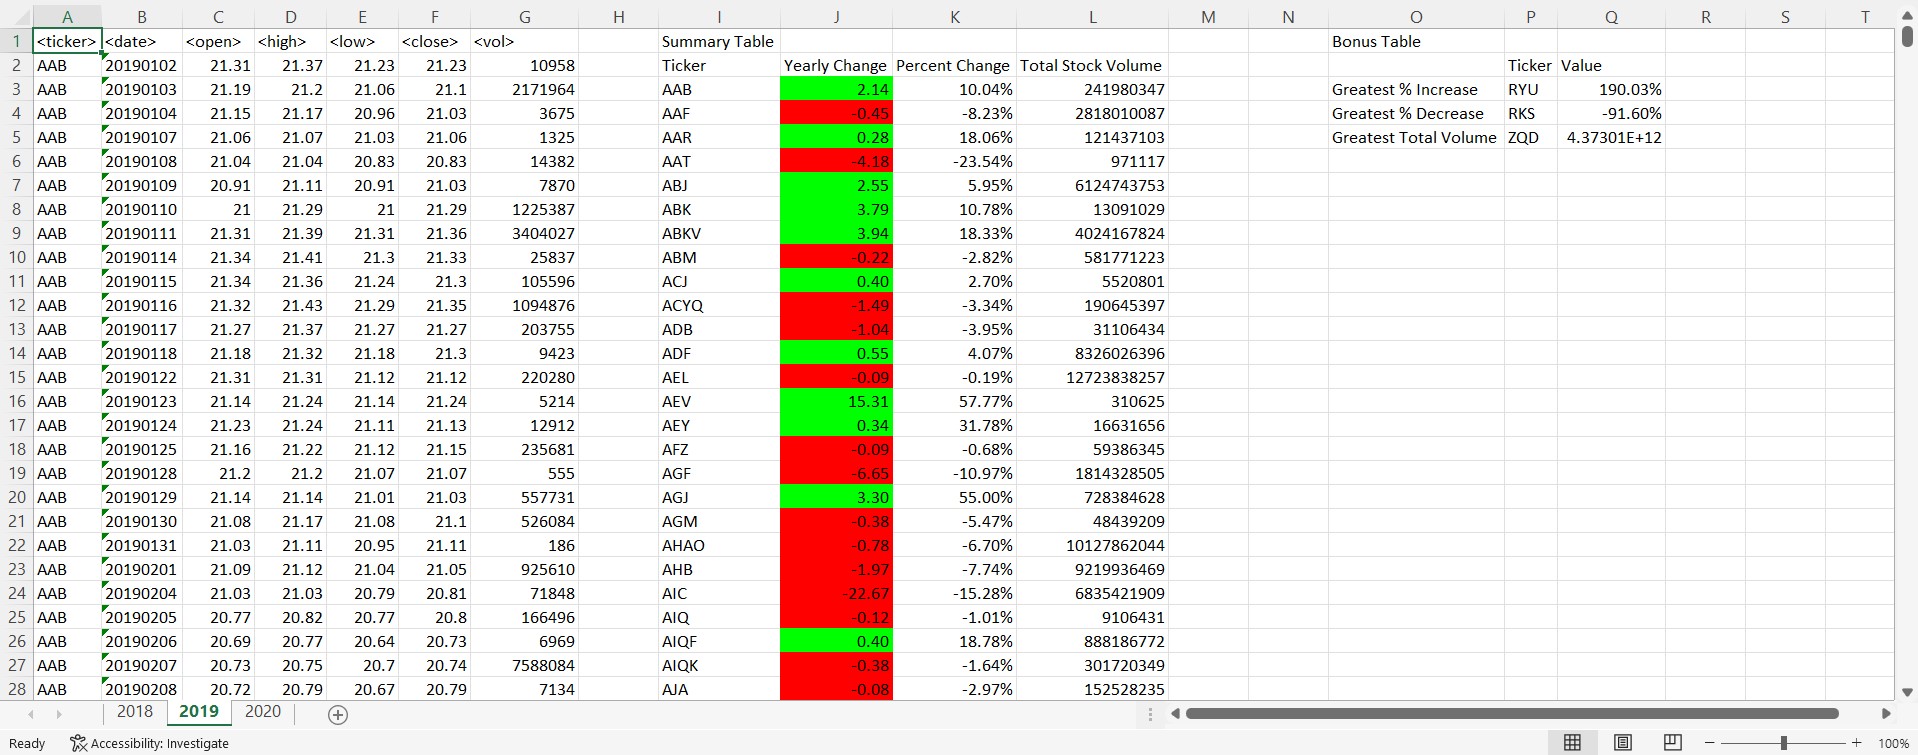 A B C D E F G H I J K L M N O P Q R S T
1 <ticker> <date> <open> <high> <low> <close> <vol> Summary Table Bonus Table
2 AAB 20190102 21.31 21.37 21.23 21.23 10958 Ticker Yearly Change Percent Change Total Stock Volume Ticker Value
3 AAB 20190103 21.19 21.2 21.06 21.1 2171964 AAB 2.14 10.04% 241980347 Greatest % Increase RYU 190.03%
4 AAB 20190104 21.15 21.17 20.96 21.03 3675 AAF -0.45 -8.23% 2818010087 Greatest % Decrease RKS -91.60%
5 AAB 20190107 21.06 21.07 21.03 21.06 1325 AAR 0.28 18.06% 121437103 Greatest Total Volume ZQD 4.37301E+12
6 AAB 20190108 21.04 21.04 20.83 20.83 14382 AAT -4.18 -23.54% 971117
7 AAB 20190109 20.91 21.11 20.91 21.03 7870 ABJ 2.55 5.95% 6124743753
8 AAB 20190110 21 21.29 21 21.29 1225387 ABK 3.79 10.78% 13091029
9 AAB 20190111 21.31 21.39 21.31 21.36 3404027 ABKV 3.94 18.33% 4024167824
10 AAB 20190114 21.34 21.41 21.3 21.33 25837 ABM -0.22 -2.82% 581771223
11 AAB 20190115 21.34 21.36 21.24 21.3 105596 ACJ 0.40 2.70% 5520801
12 AAB 20190116 21.32 21.43 21.29 21.35 1094876 ACYQ -1.49 -3.34% 190645397
13 AAB 20190117 21.27 21.37 21.27 21.27 203755 ADB -1.04 -3.95% 31106434
14 AAB 20190118 21.18 21.32 21.18 21.3 9423 ADF 0.55 4.07% 8326026396
15 AAB 20190122 21.31 21.31 21.12 21.12 220280 AEL -0.09 -0.19% 12723838257
16 AAB 20190123 21.14 21.24 21.14 21.24 5214 AEV 15.31 57.77% 310625
17 AAB 20190124 21.23 21.24 21.11 21.13 12912 AEY 0.34 31.78% 16631656
18 AAB 20190125 21.16 21.22 21.12 21.15 235681 AFZ -0.09 -0.68% 59386345
19 AAB 20190128 21.2 21.2 21.07 21.07 555 AGF -6.65 -10.97% 1814328505
20 AAB 20190129 21.14 21.14 21.01 21.03 557731 AGJ 3.30 55.00% 728384628
21 AAB 20190130 21.08 21.17 21.08 21.1 526084 AGM -0.38 -5.47% 48439209
22 AAB 20190131 21.03 21.11 20.95 21.11 186 AHAO -0.78 -6.70% 10127862044
23 AAB 20190201 21.09 21.12 21.04 21.05 925610 AHB -1.97 -7.74% 9219936469
24 AAB 20190204 21.03 21.03 20.79 20.81 71848 AIC -22.67 -15.28% 6835421909
25 AAB 20190205 20.77 20.82 20.77 20.8 166496 AIQ -0.12 -1.01% 9106431
26 AAB 20190206 20.69 20.77 20.64 20.73 6969 AIQF 0.40 18.78% 888186772
27 AAB 20190207 20.73 20.75 20.7 20.74 7588084 AIQK -0.38 -1.64% 301720349
28 AAB 20190208 20.72 20.79 20.67 20.79 7134 AJA -0.08 -2.97% 152528235
2018 2019 2020
Ready Accessibility: Investigate 100%